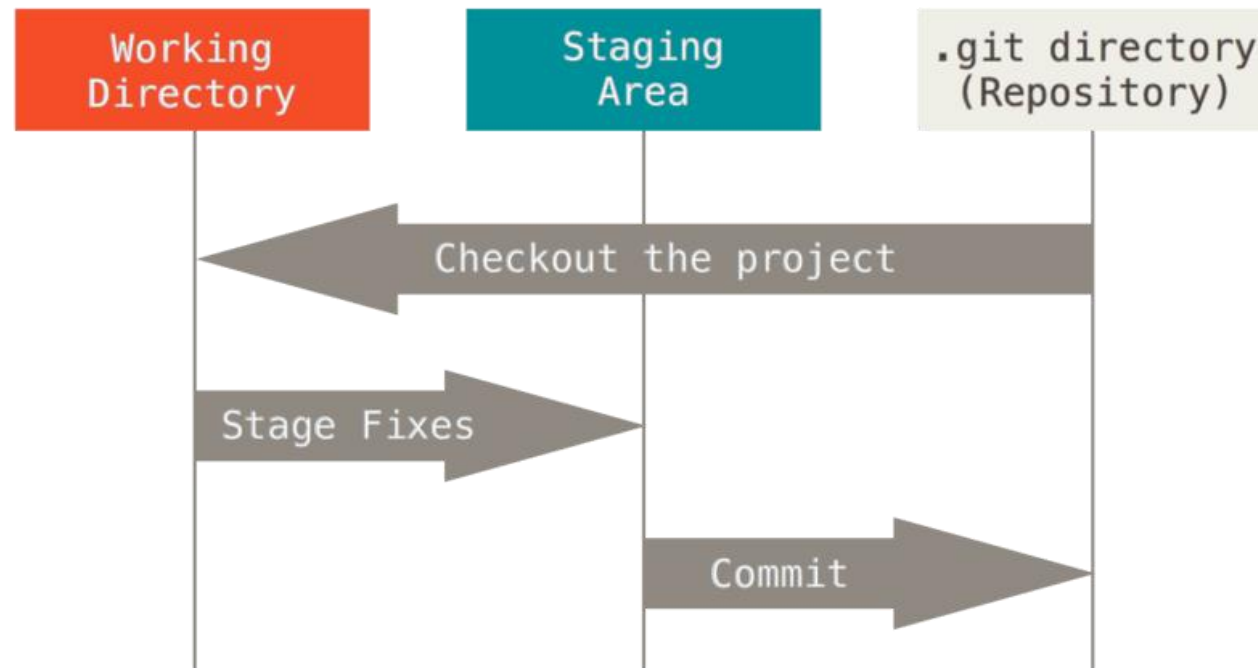 Working
Directory
Staging
Area
.git directory
(Repository)
Checkout the project
Stage Fixes
Commit